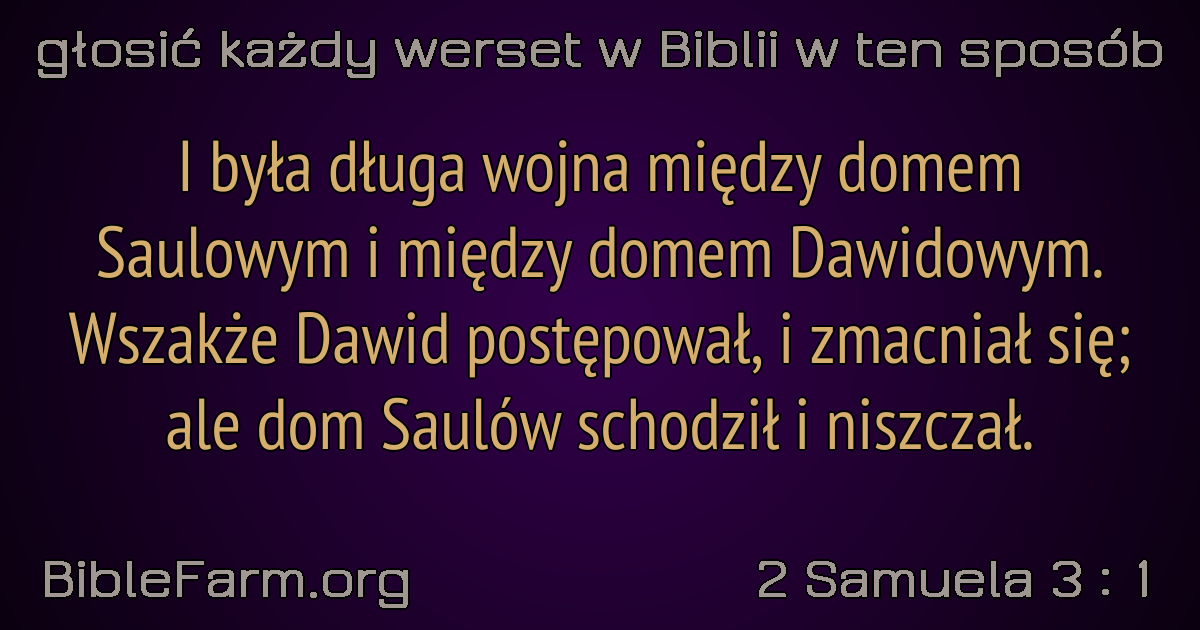 głosić każdy werset w Biblii w ten sposób
I była długa wojna między domem
Saulowym i między domem Dawidowym.
Wszakże Dawid postępował, i zmacniał się;
ale dom Saulów schodził i niszczał.
BibleFarm.org
2 Samuela 3 : 1